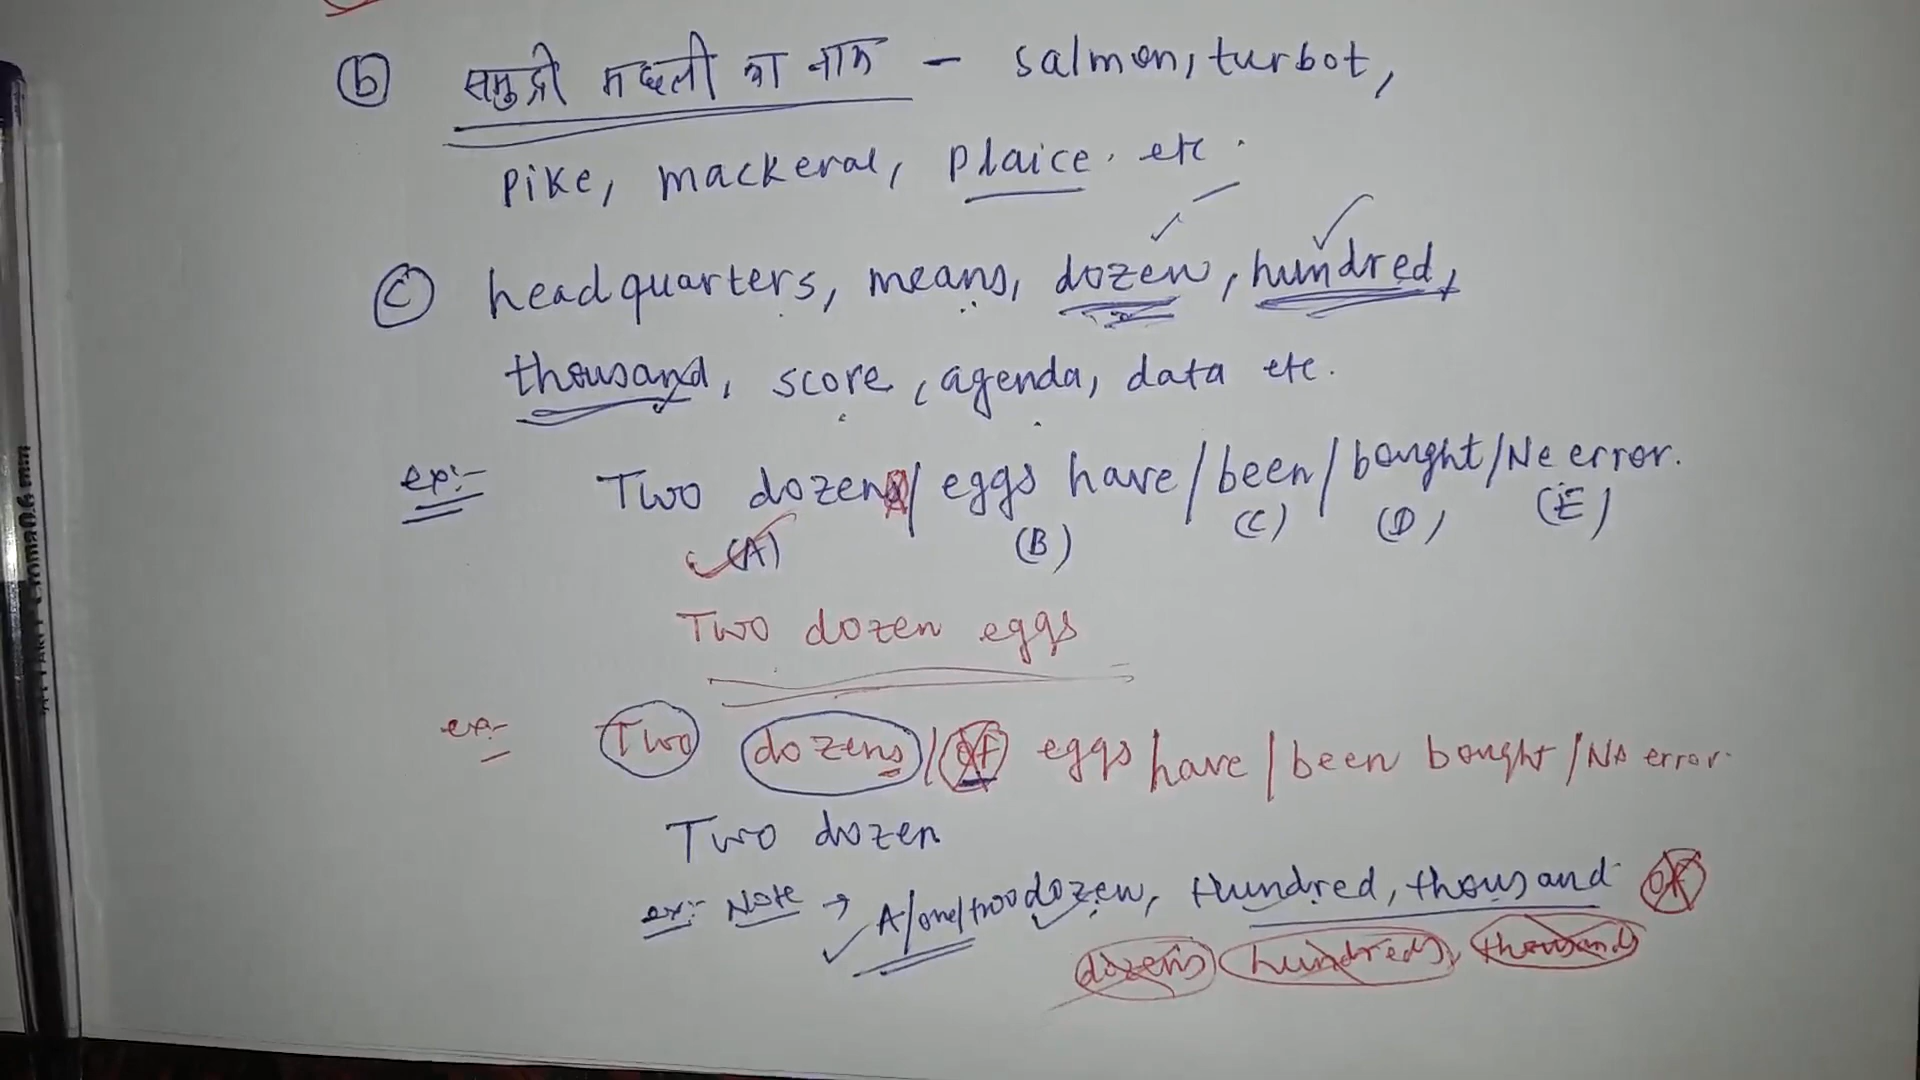 (b) समुद्री मछली का नाम - salmon, turbot,
pike, mackeral, plaice. etc.
(c) headquarters, means, dozen, hundred,
thousand, score, agenda, data etc.
ex:- Two dozens/ eggs have/ been/ bought/No error.
(A) (B) (C) (D) (E)
Two dozen eggs
ex:- Two dozens/ of eggs have/been bought/No error.
Two dozen
ex:- Note → A/one/two dozen, Hundred, thousand of
dozens hundreds, thousands